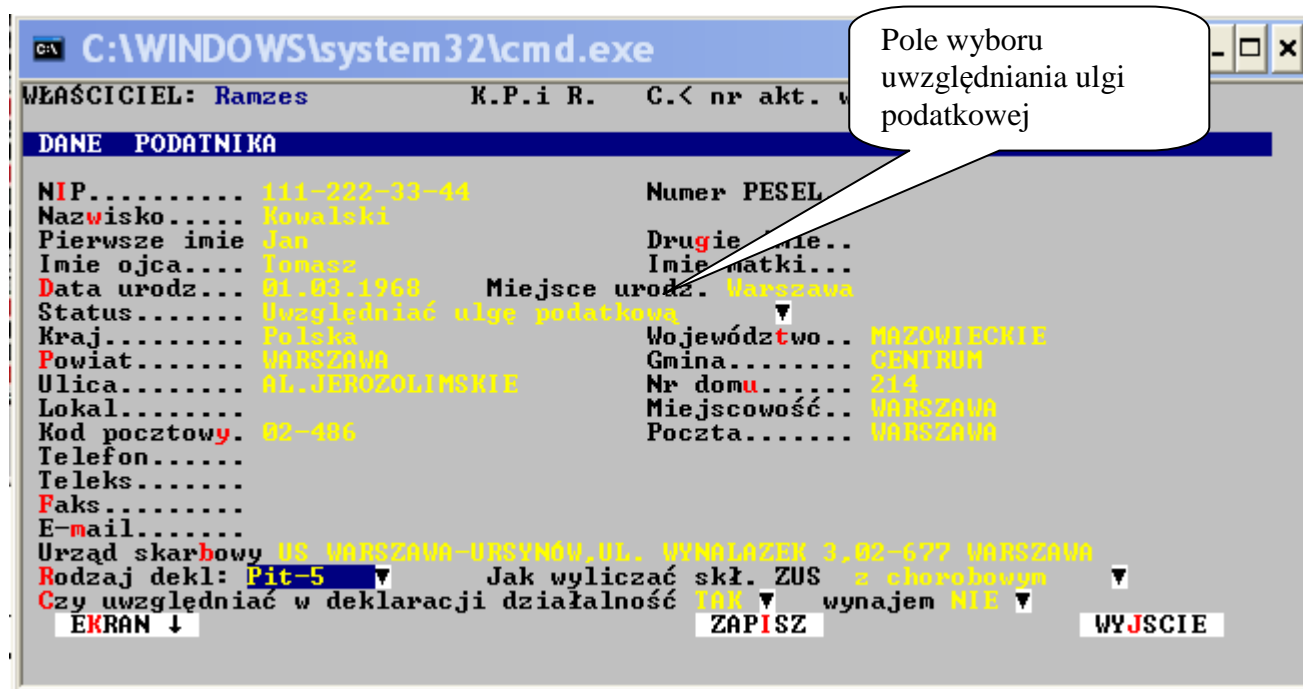 C:\WINDOWS\system32\cmd.exe
Pole wyboru
uwzględniania ulgi
podatkowej
WŁAŚCICIEL: Ramzes K.P.i R. C.< nr akt. w
DANE PODATNIKA
NIP.......... 111-222-33-44 Numer PESEL
Nazwisko..... Kowalski
Pierwsze imie Jan Drugie imie..
Imie ojca.... Tomasz Imie matki...
Data urodz... 01.03.1968 Miejsce urodz. Warszawa
Status....... Uwzględniać ulgę podatkową ▼
Kraj......... Polska Województwo.. MAZOWIECKIE
Powiat....... WARSZAWA Gmina........ CENTRUM
Ulica........ AL.JEROZOLIMSKIE Nr domu...... 214
Lokal........ Miejscowość.. WARSZAWA
Kod pocztowy. 02-486 Poczta....... WARSZAWA
Telefon......
Teleks.......
Faks.........
E-mail.......
Urząd skarbowy US WARSZAWA-URSYNÓW,UL. WYNALAZEK 3,02-677 WARSZAWA
Rodzaj dekl: Pit-5 ▼ Jak wyliczać skł. ZUS z chorobowym ▼
Czy uwzględniać w deklaracji działalność TAK ▼ wynajem NIE ▼
EKRAN ↓ ZAPISZ WYJSCIE